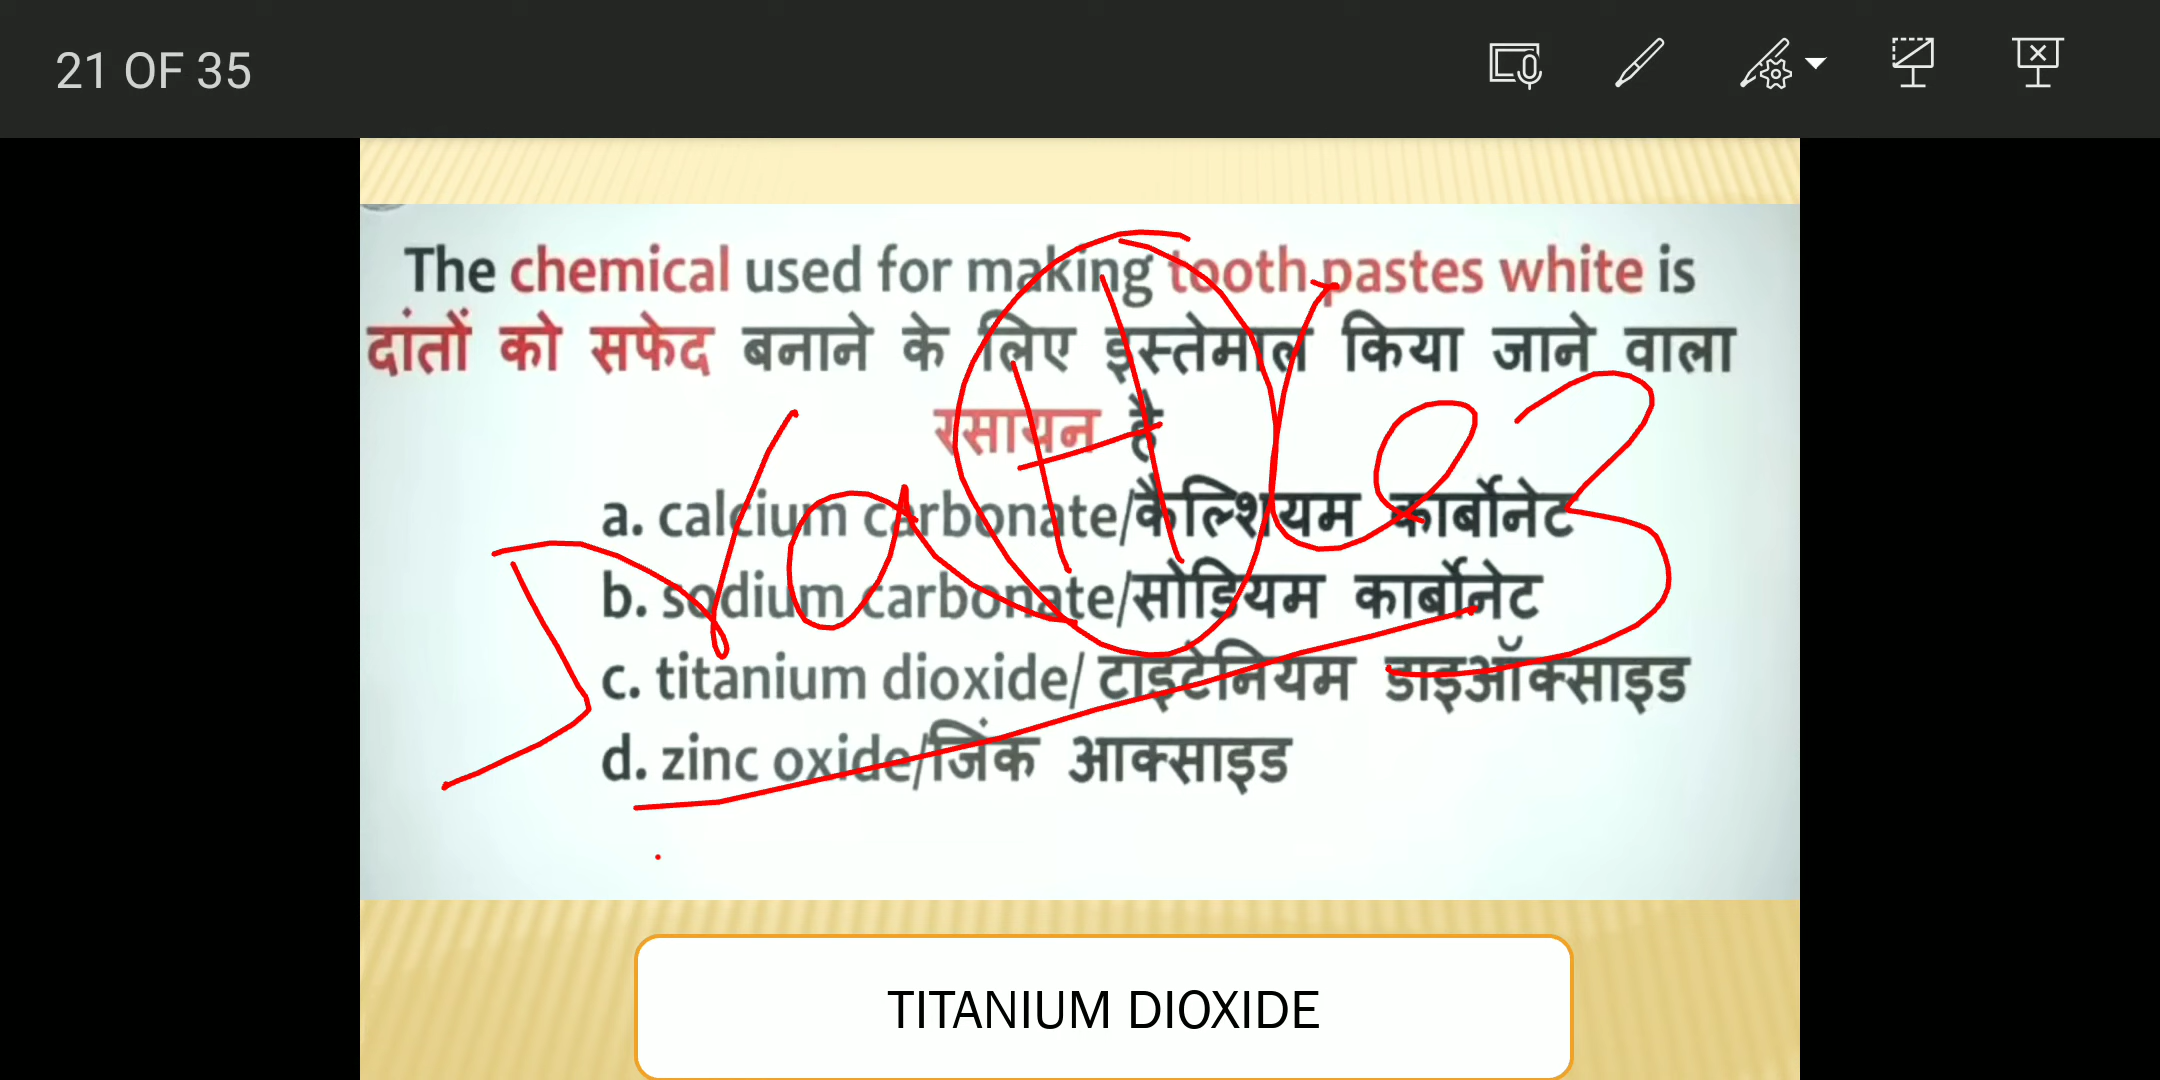 21 OF 35
The chemical used for making tooth pastes white is
दांतों को सफेद बनाने के लिए इस्तेमाल किया जाने वाला
रसायन है
a. calcium carbonate/कैल्शियम कार्बोनेट
b. sodium carbonate/सोडियम कार्बोनेट
c. titanium dioxide/ टाइटेनियम डाइऑक्साइड
d. zinc oxide/जिंक आक्साइड
TITANIUM DIOXIDE